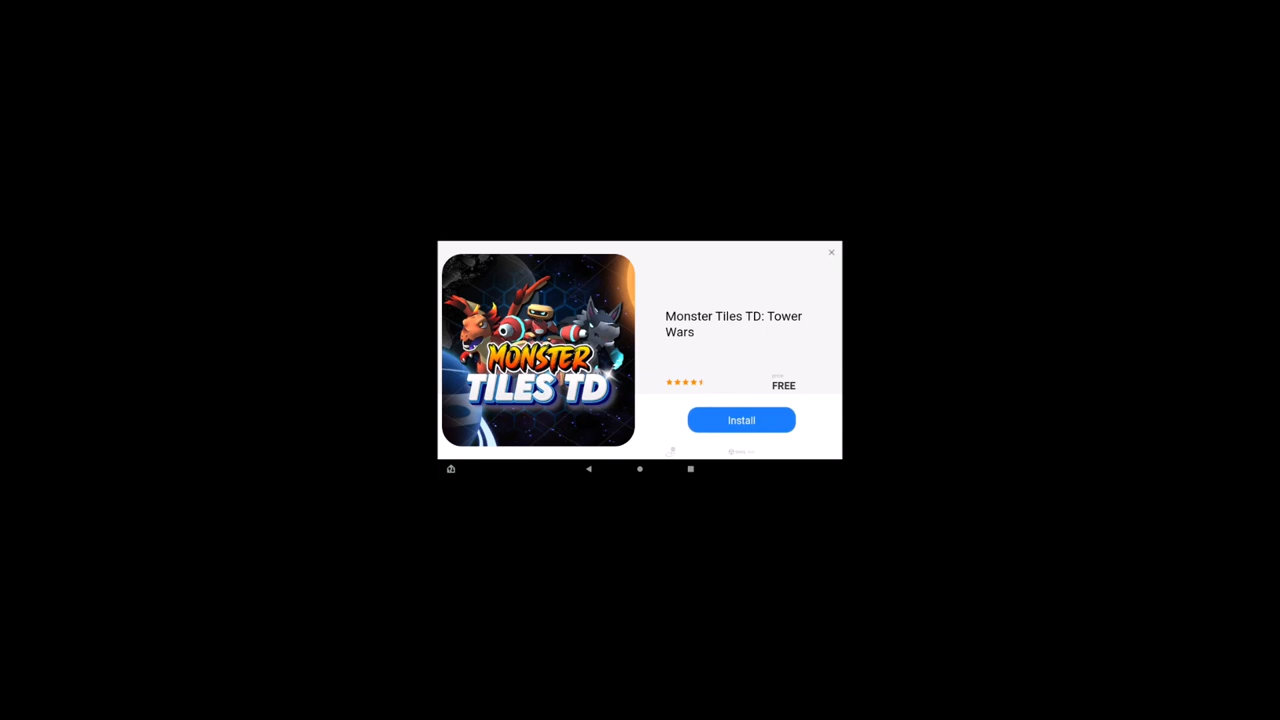 MONSTER
TILES TD
Monster Tiles TD: Tower
Wars
FREE
Install